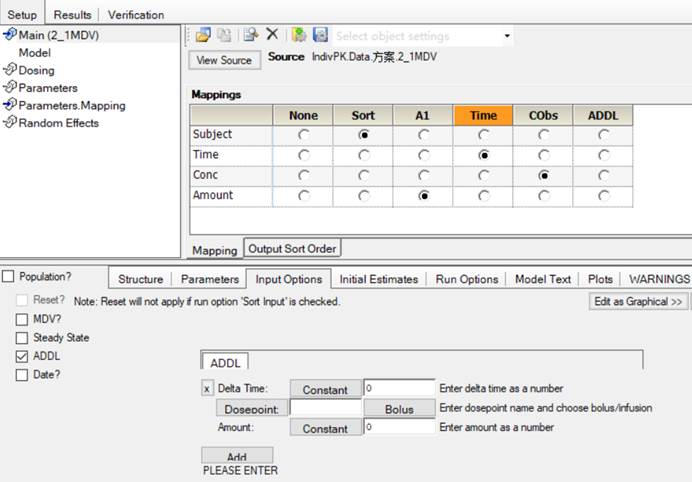 Setup Results Verification
Main (2_1MDV)
Model
Dosing
Parameters
Parameters.Mapping
Random Effects
Select object settings
View Source Source IndivPK.Data.方案.2_1MDV
Mappings
None Sort A1 Time CObs ADDL
Subject
Time
Conc
Amount
Mapping Output Sort Order
Population? Structure Parameters Input Options Initial Estimates Run Options Model Text Plots WARNINGS
Reset? Note: Reset will not apply if run option 'Sort Input' is checked. Edit as Graphical >>
MDV?
Steady State
ADDL
Date?
ADDL
x Delta Time: Constant 0 Enter delta time as a number
Dosepoint: Bolus Enter dosepoint name and choose bolus/infusion
Amount: Constant 0 Enter amount as a number
Add
PLEASE ENTER